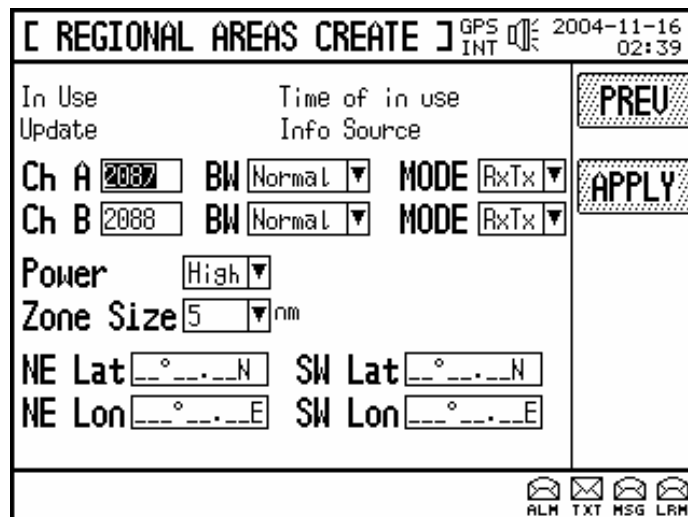 [ REGIONAL AREAS CREATE ] GPS INT 2004-11-16 02:39
PREV
APPLY
In Use Time of in use
Update Info Source
Ch A 2087 BW Normal ▼ MODE RxTx ▼
Ch B 2088 BW Normal ▼ MODE RxTx ▼
Power High ▼
Zone Size 5 ▼ nm
NE Lat __°__.__N SW Lat __°__.__N
NE Lon ___°__.__E SW Lon ___°__.__E
ALM TXT MSG LRM